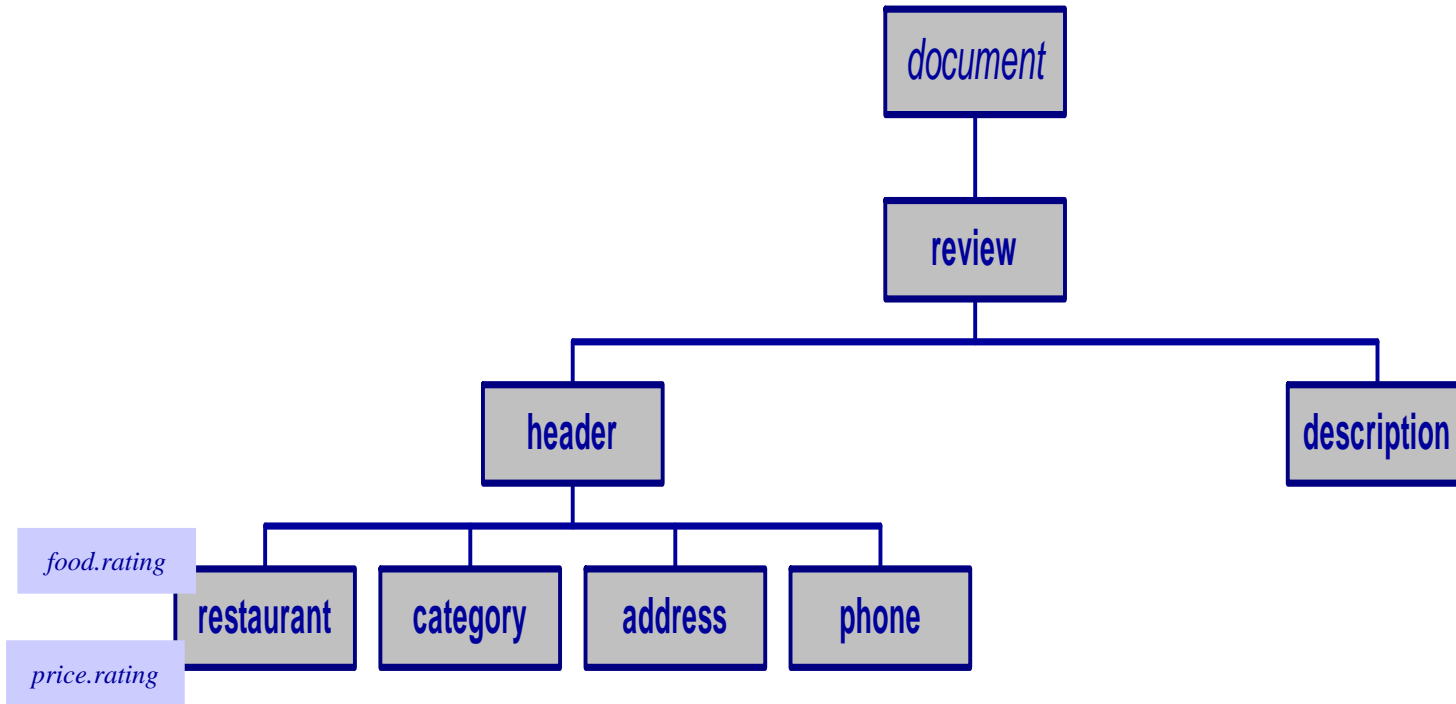 document
review
header
description
food.rating
restaurant
category
address
phone
price.rating